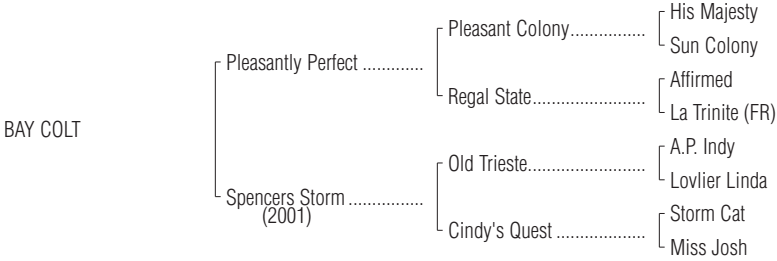 His Majesty
Pleasant Colony................
Sun Colony
Pleasantly Perfect .............
Affirmed
Regal State........................
La Trinite (FR)
BAY COLT
A.P. Indy
Old Trieste.........................
Lovlier Linda
Spencers Storm ................
(2001)
Storm Cat
Cindy's Quest ...................
Miss Josh